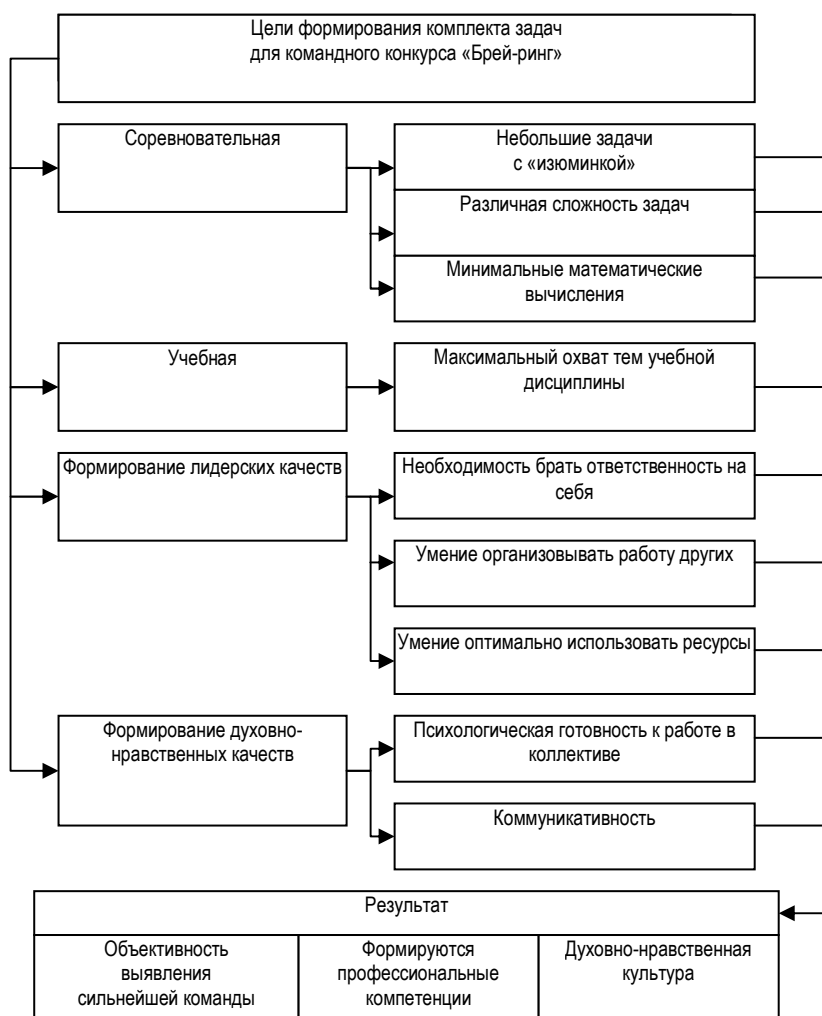 Цели формирования комплекта задач
для командного конкурса «Брей-ринг»
Соревновательная
Небольшие задачи
с «изюминкой»
Различная сложность задач
Минимальные математические
вычисления
Учебная
Максимальный охват тем учебной
дисциплины
Формирование лидерских качеств
Необходимость брать ответственность на
себя
Умение организовывать работу других
Умение оптимально использовать ресурсы
Формирование духовно-
нравственных качеств
Психологическая готовность к работе в
коллективе
Коммуникативность
Результат
Объективность
выявления
сильнейшей команды
Формируются
профессиональные
компетенции
Духовно-нравственная
культура